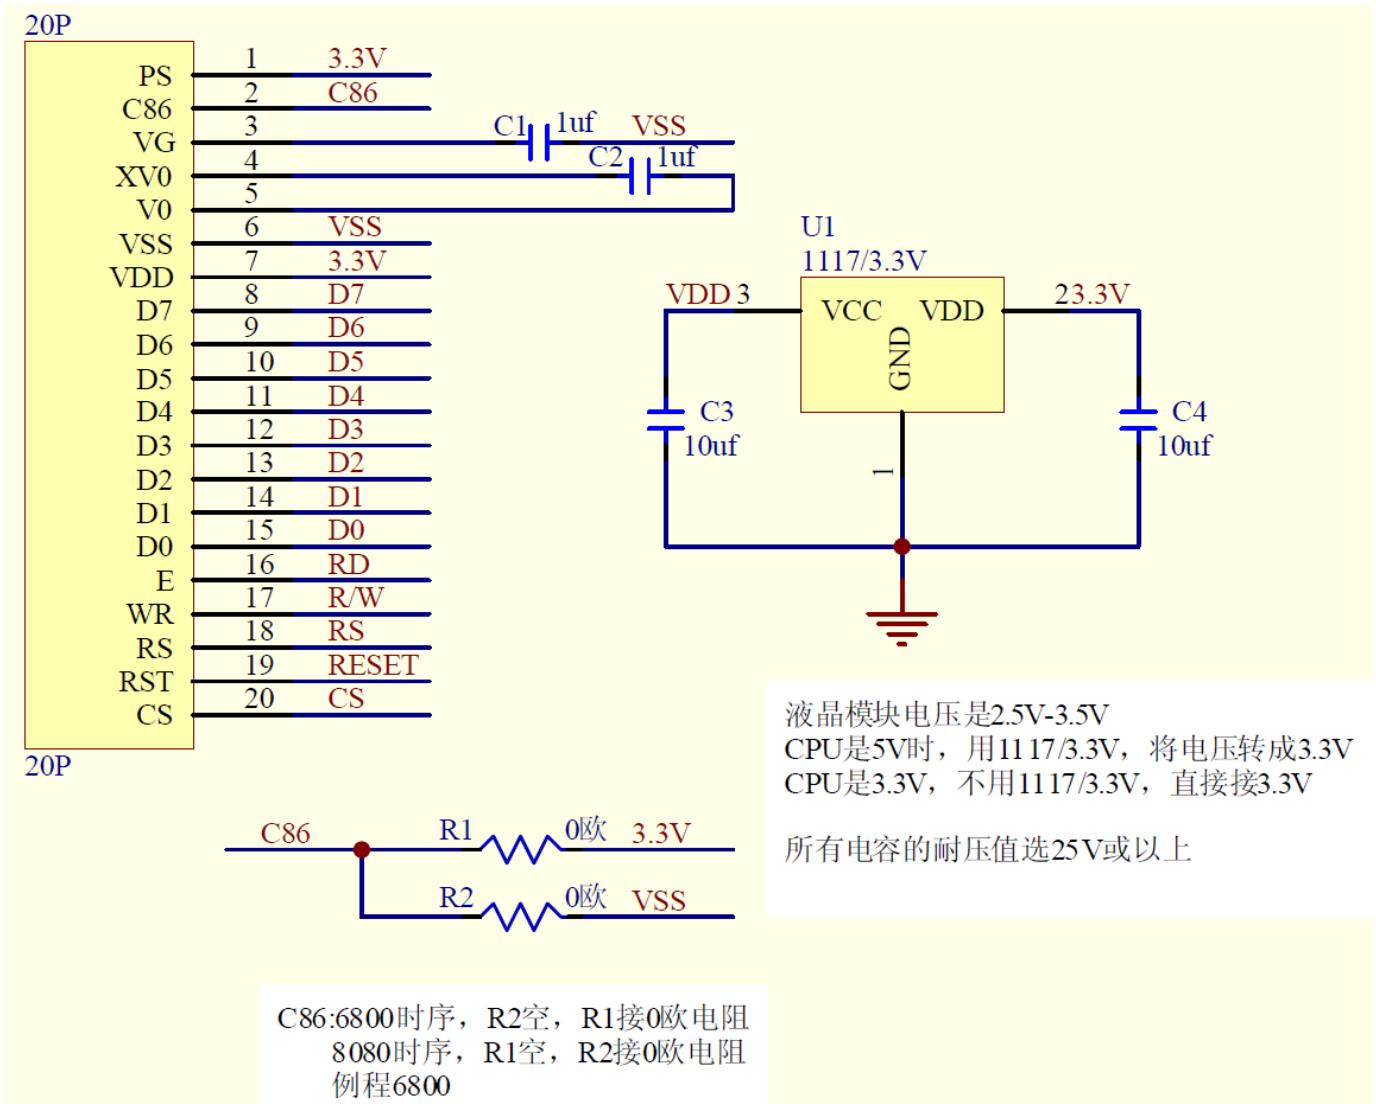 20P
PS 1 3.3V
C86 2 C86
VG 3 C1 1uf VSS
XV0 4 C2 1uf
V0 5
VSS 6 VSS
VDD 7 3.3V
D7 8 D7
D6 9 D6
D5 10 D5
D4 11 D4
D3 12 D3
D2 13 D2
D1 14 D1
D0 15 D0
E 16 RD
WR 17 R/W
RS 18 RS
RST 19 RESET
CS 20 CS
20P
U1
1117/3.3V
VDD 3 VCC VDD 2 3.3V
GND
1
C3
10uf
C4
10uf
液晶模块电压是2.5V-3.5V
CPU是5V时，用1117/3.3V，将电压转成3.3V
CPU是3.3V，不用1117/3.3V，直接接3.3V
所有电容的耐压值选25V或以上
C86 R1 0欧 3.3V
R2 0欧 VSS
C86:6800时序，R2空，R1接0欧电阻
8080时序，R1空，R2接0欧电阻
例程6800